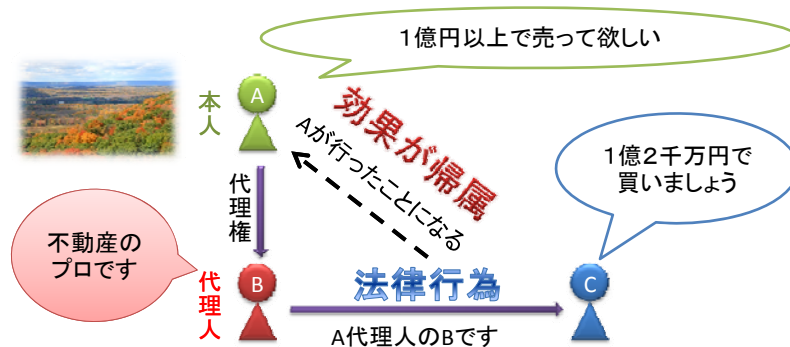 1億円以上で売って欲しい
本人
A
効果が帰属
Aが行ったことになる
1億2千万円で
買いましょう
代理権
不動産の
プロです
代理人
B
法律行為
C
A代理人のBです